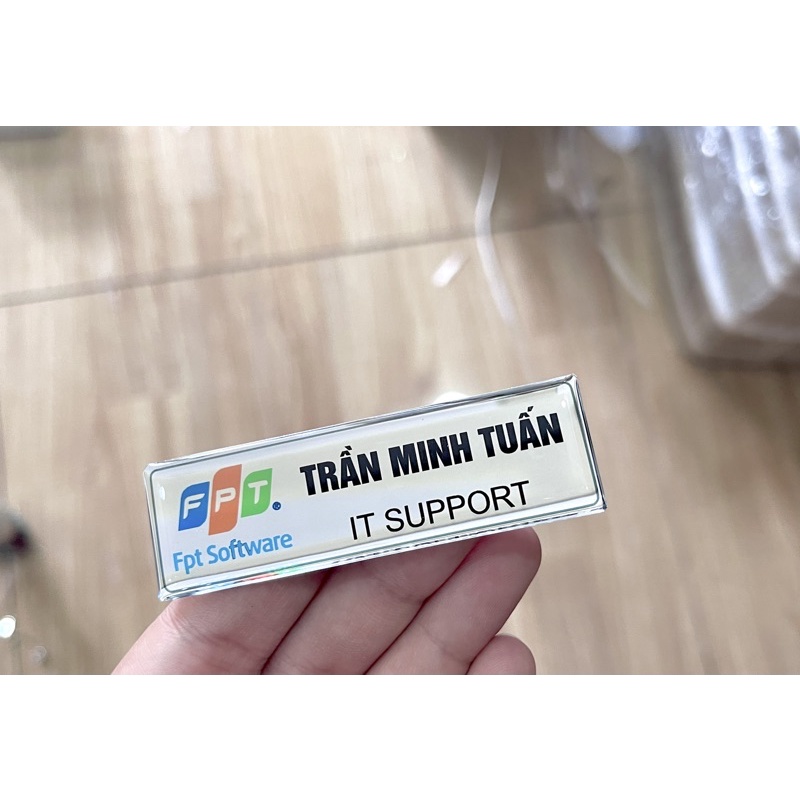 FPT®
Fpt Software
TRẦN MINH TUẤN
IT SUPPORT